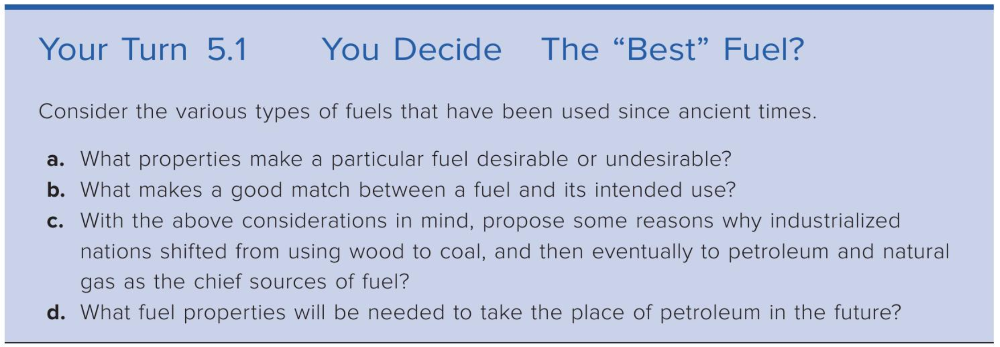 Your Turn 5.1 You Decide The “Best” Fuel?
Consider the various types of fuels that have been used since ancient times.
a. What properties make a particular fuel desirable or undesirable?
b. What makes a good match between a fuel and its intended use?
c. With the above considerations in mind, propose some reasons why industrialized
nations shifted from using wood to coal, and then eventually to petroleum and natural
gas as the chief sources of fuel?
d. What fuel properties will be needed to take the place of petroleum in the future?